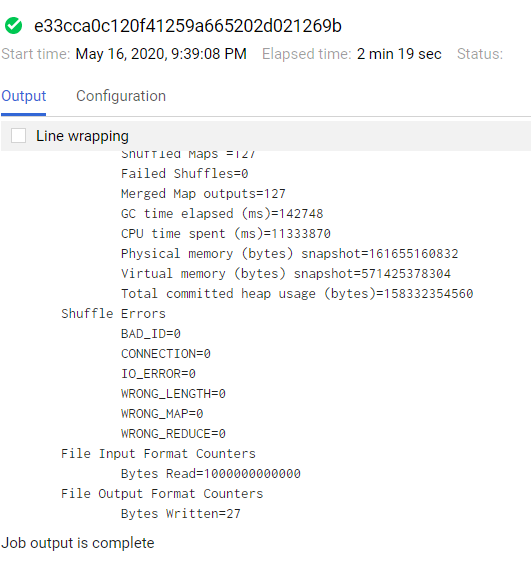 e33cca0c120f41259a665202d021269b
Start time: May 16, 2020, 9:39:08 PM Elapsed time: 2 min 19 sec Status:
Output Configuration
Line wrapping
Shuffled Maps =127
Failed Shuffles=0
Merged Map outputs=127
GC time elapsed (ms)=142748
CPU time spent (ms)=11333870
Physical memory (bytes) snapshot=161655160832
Virtual memory (bytes) snapshot=571425378304
Total committed heap usage (bytes)=158332354560
Shuffle Errors
BAD_ID=0
CONNECTION=0
IO_ERROR=0
WRONG_LENGTH=0
WRONG_MAP=0
WRONG_REDUCE=0
File Input Format Counters
Bytes Read=1000000000000
File Output Format Counters
Bytes Written=27
Job output is complete